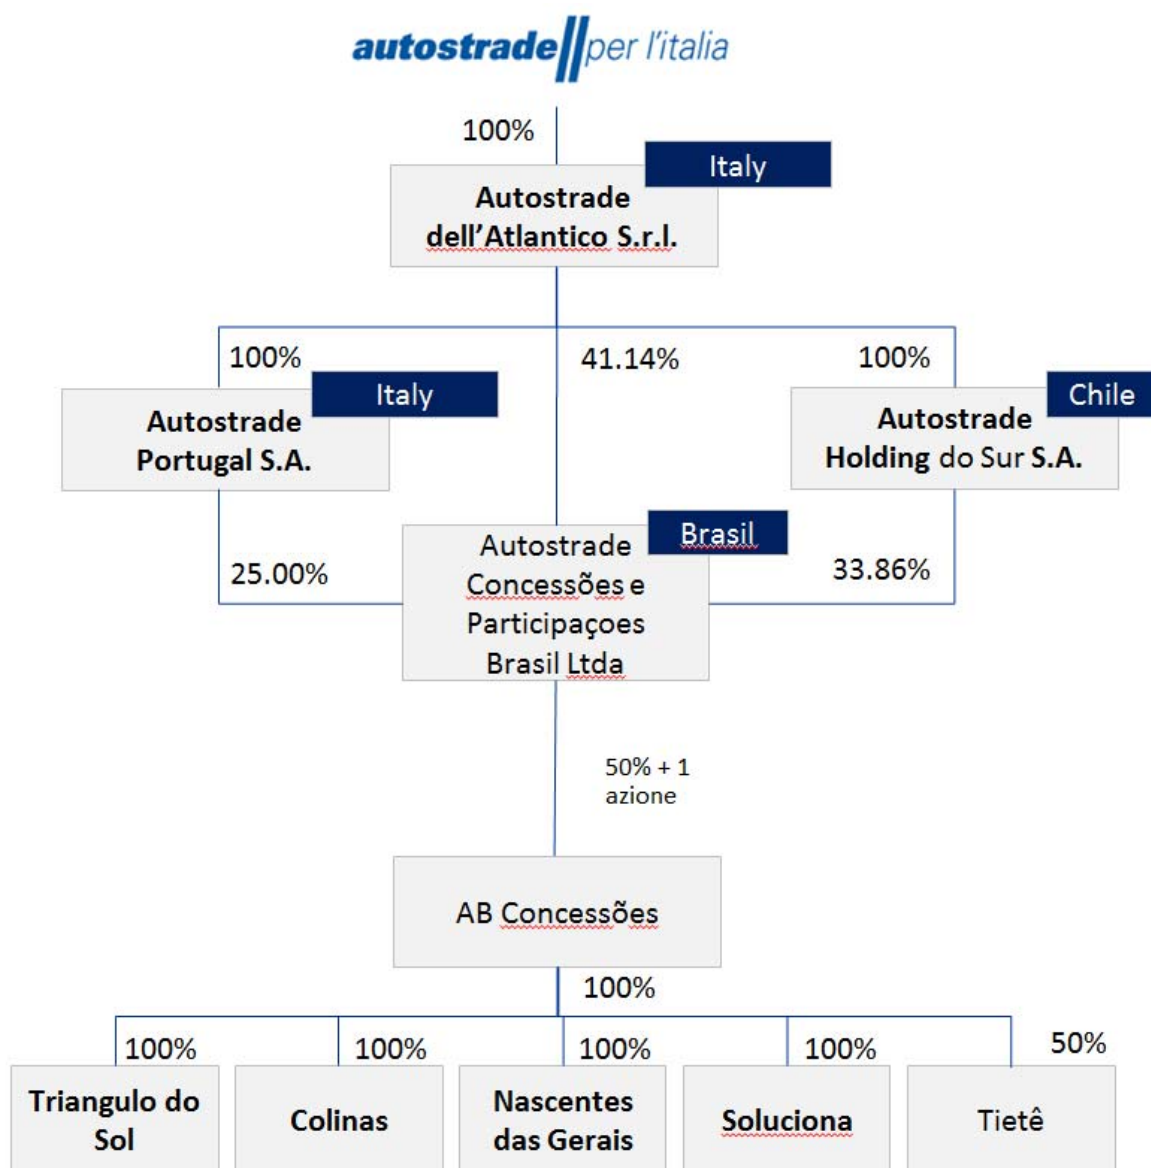 autostrade per l'italia
100%
Italy
Autostrade
dell'Atlantico S.r.l.
100%
41.14%
100%
Italy
Chile
Autostrade
Portugal S.A.
Autostrade
Holding do Sur S.A.
Brasil
25.00%
33.86%
Autostrade
Concessões e
Participaçoes
Brasil Ltda
50% + 1
azione
AB Concessões
100%
100%
100%
100%
100%
50%
Triangulo do
Sol
Colinas
Nascentes
das Gerais
Soluciona
Tietê